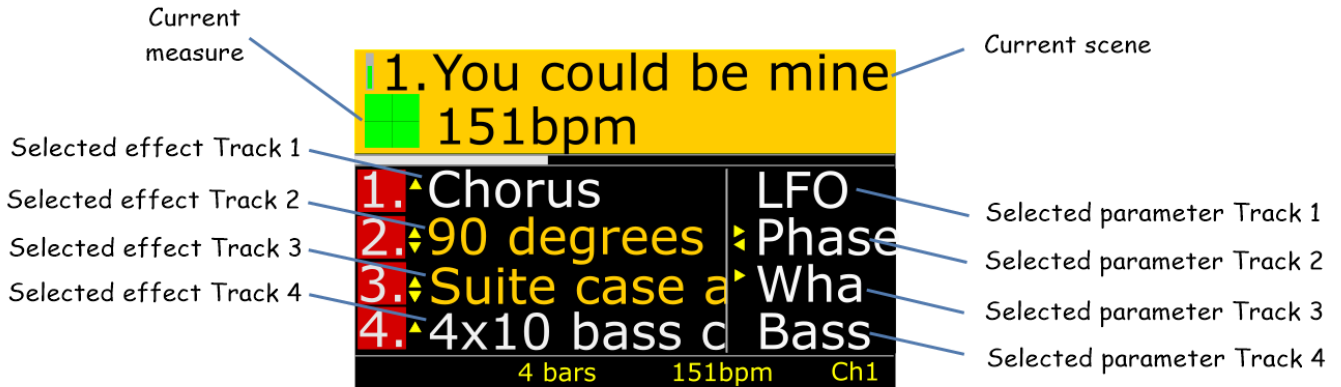 Current
measure
Current scene
1.You could be mine
151bpm
Selected effect Track 1
Selected effect Track 2
Selected effect Track 3
Selected effect Track 4
1. Chorus LFO
2. 90 degrees Phase
3. Suite case a Wha
4. 4x10 bass c Bass
Selected parameter Track 1
Selected parameter Track 2
Selected parameter Track 3
Selected parameter Track 4
4 bars 151bpm Ch1